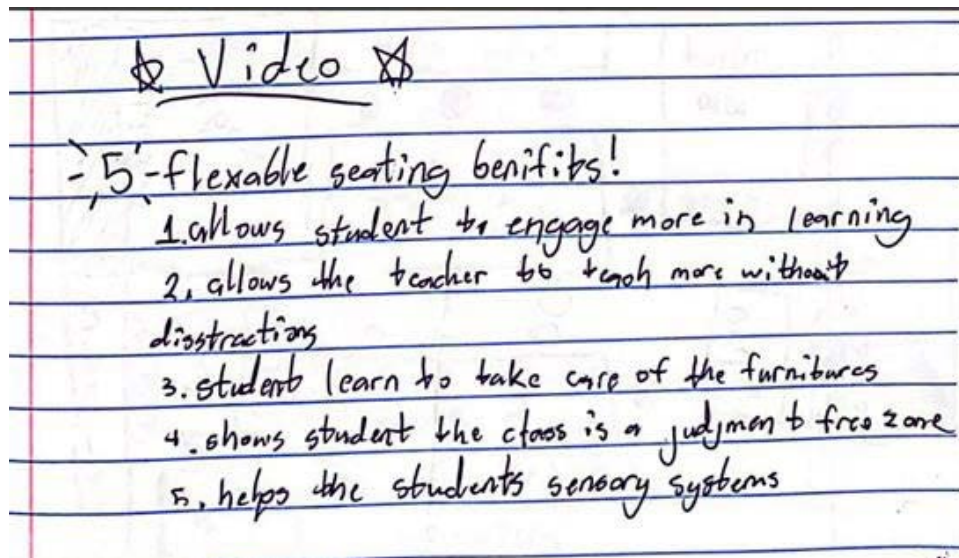 ☆ Video ☆
-5-flexable seating benifits!
1. allows student to engage more in learning
2. allows the teacher to teach more without
disstractions
3. student learn to take care of the furnitures
4. shows student the class is a judgment free zone
5. helps the students sensory systems